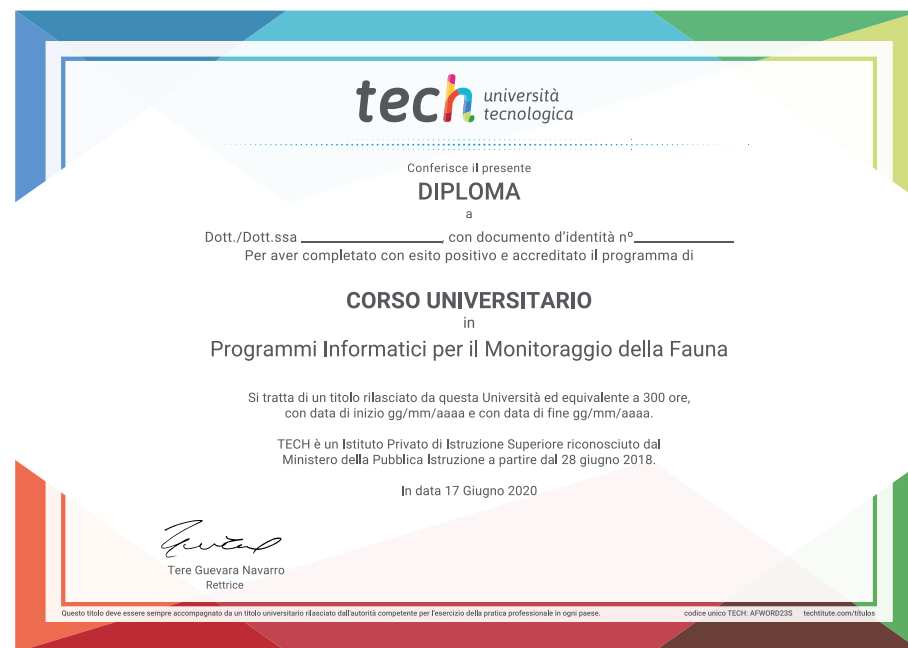 tech università
tecnologica
Conferisce il presente
DIPLOMA
a
Dott./Dott.ssa ____________________, con documento d'identità nº______________
Per aver completato con esito positivo e accreditato il programma di
CORSO UNIVERSITARIO
in
Programmi Informatici per il Monitoraggio della Fauna
Si tratta di un titolo rilasciato da questa Università ed equivalente a 300 ore,
con data di inizio gg/mm/aaaa e con data di fine gg/mm/aaaa.
TECH è un Istituto Privato di Istruzione Superiore riconosciuto dal
Ministero della Pubblica Istruzione a partire dal 28 giugno 2018.
In data 17 Giugno 2020
Tere Guevara Navarro
Rettrice
Questo titolo deve essere sempre accompagnato da un titolo universitario rilasciato dall'autorità competente per l'esercizio della pratica professionale in ogni paese. codice unico TECH: AFWORD23S techtitute.com/titulos